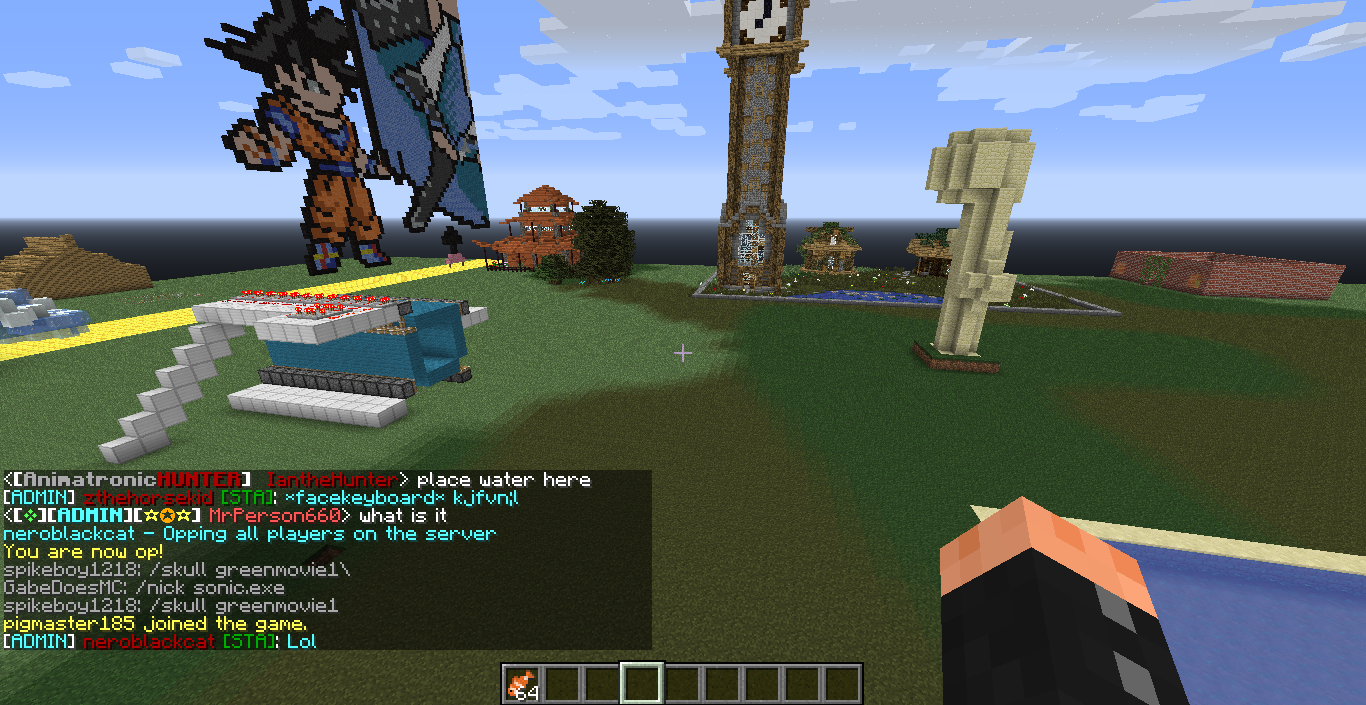 <[AnimatronicHUNTER] IantheHunter> place water here
[ADMIN] zthehorsekid [STA]: *facekeyboard* kjfvn;l
<[❖][ADMIN][☆✪☆] MrPerson660> what is it
neroblackcat - Opping all players on the server
You are now op!
spikeboy1218: /skull greenmovie1\
GabeDoesMC: /nick sonic.exe
spikeboy1218: /skull greenmovie1
pigmaster185 joined the game.
[ADMIN] neroblackcat [STA]: Lol
64